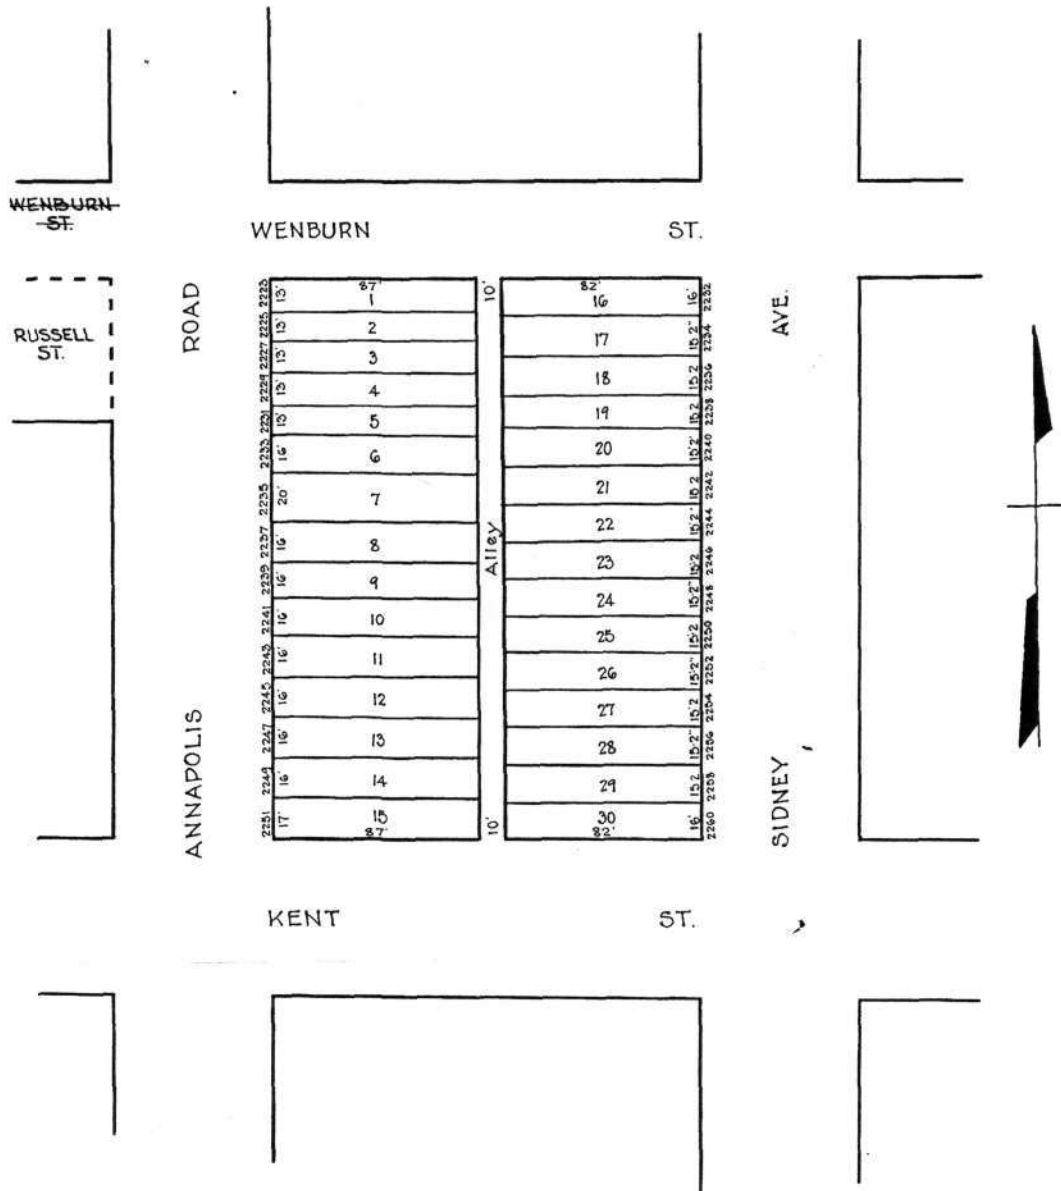 WENBURN
ST.
WENBURN ST.
RUSSELL
ST.
ANNAPOLIS ROAD
SIDNEY AVE.
Alley
10'
10'
2223 13' 87' 1
2225 13' 2
2227 13' 3
2229 13' 4
2231 13' 5
2233 16' 6
2235 20' 7
2237 16' 8
2239 16' 9
2241 16' 10
2243 16' 11
2245 16' 12
2247 16' 13
2249 16' 14
2251 17' 15 87'
82' 16 16' 2232
17 15'2" 2234
18 15'2 2236
19 15'2 2238
20 15'2' 2240
21 15'2 2242
22 15'2' 2244
23 15'2 2246
24 15'2" 2248
25 15'2 2250
26 15'2" 2252
27 15'2 2254
28 15'2" 2256
29 15'2 2258
30 82' 16' 2260
KENT ST.